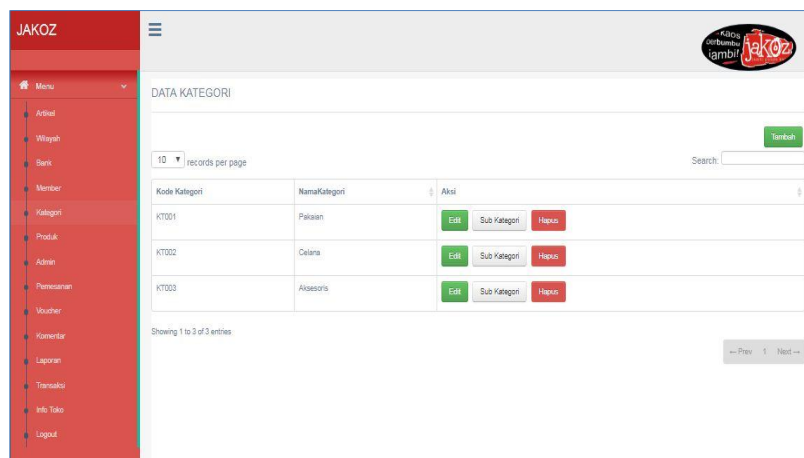 JAKOZ
Kaos
berbumbu
jambi!
jakoz
Menu
Artikel
Wilayah
Bank
Member
Kategori
Produk
Admin
Pemesanan
Voucher
Komentar
Laporan
Transaksi
Info Toko
Logout
DATA KATEGORI
Tambah
10 records per page
Search:
Kode Kategori NamaKategori Aksi
KT001 Pakaian Edit Sub Kategori Hapus
KT002 Celana Edit Sub Kategori Hapus
KT003 Aksesoris Edit Sub Kategori Hapus
Showing 1 to 3 of 3 entries
← Prev 1 Next →